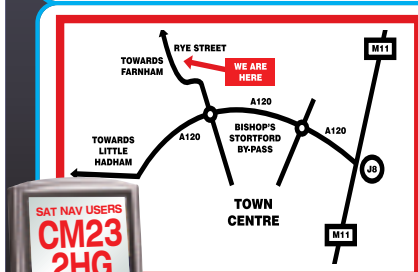 RYE STREET
M11
TOWARDS
FARNHAM
WE ARE
HERE
A120
A120
BISHOP'S
STORTFORD
BY-PASS
A120
TOWARDS
LITTLE
HADHAM
J8
TOWN
CENTRE
M11
SAT NAV USERS
CM23
2HG